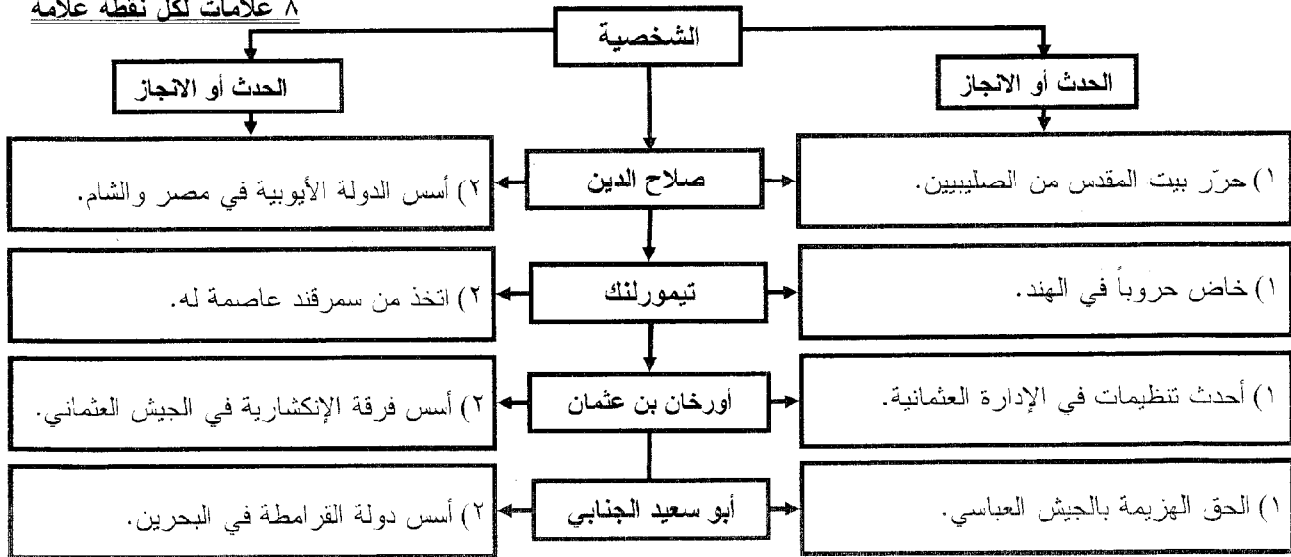 ٨ علامات لكل نقطة علامة
الشخصية
الحدث أو الانجاز
الحدث أو الانجاز
١) حرّر بيت المقدس من الصليبيين.
صلاح الدين
٢) أسس الدولة الأيوبية في مصر والشام.
١) خاض حروباً في الهند.
تيمورلنك
٢) اتخذ من سمرقند عاصمة له.
١) أحدث تنظيمات في الإدارة العثمانية.
أورخان بن عثمان
٢) أسس فرقة الإنكشارية في الجيش العثماني.
١) الحق الهزيمة بالجيش العباسي.
أبو سعيد الجنابي
٢) أسس دولة القرامطة في البحرين.